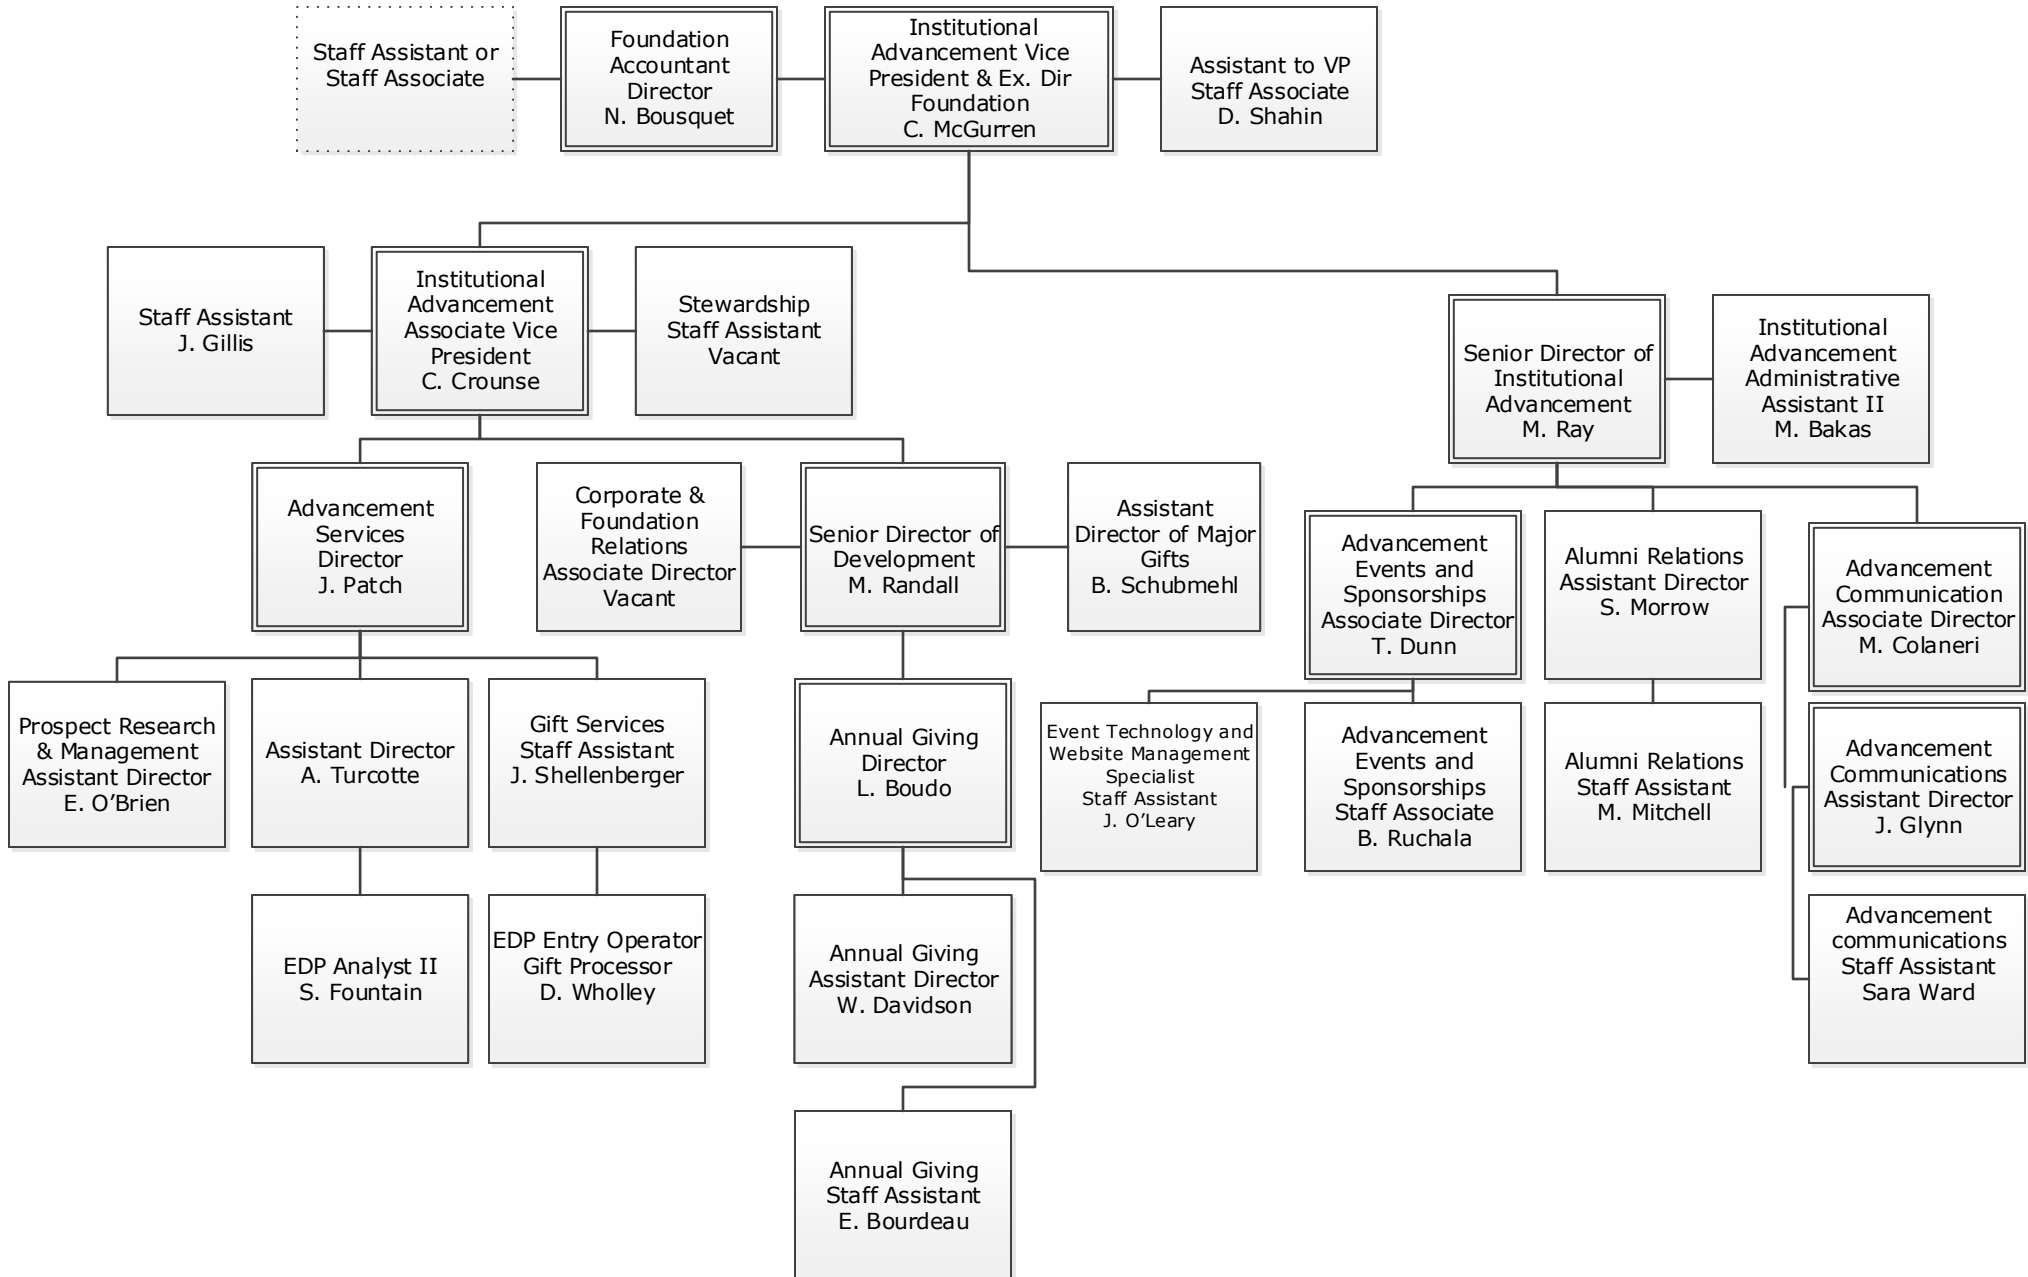 Staff Assistant or
Staff Associate
Foundation
Accountant
Director
N. Bousquet
Institutional
Advancement Vice
President & Ex. Dir
Foundation
C. McGurren
Assistant to VP
Staff Associate
D. Shahin
Staff Assistant
J. Gillis
Institutional
Advancement
Associate Vice
President
C. Crounse
Stewardship
Staff Assistant
Vacant
Senior Director of
Institutional
Advancement
M. Ray
Institutional
Advancement
Administrative
Assistant II
M. Bakas
Advancement
Services
Director
J. Patch
Corporate &
Foundation
Relations
Associate Director
Vacant
Senior Director of
Development
M. Randall
Assistant
Director of Major
Gifts
B. Schubmehl
Advancement
Events and
Sponsorships
Associate Director
T. Dunn
Alumni Relations
Assistant Director
S. Morrow
Advancement
Communication
Associate Director
M. Colaneri
Prospect Research
& Management
Assistant Director
E. O’Brien
Assistant Director
A. Turcotte
Gift Services
Staff Assistant
J. Shellenberger
Annual Giving
Director
L. Boudo
Event Technology and
Website Management
Specialist
Staff Assistant
J. O’Leary
Advancement
Events and
Sponsorships
Staff Associate
B. Ruchala
Alumni Relations
Staff Assistant
M. Mitchell
Advancement
Communications
Assistant Director
J. Glynn
EDP Analyst II
S. Fountain
EDP Entry Operator
Gift Processor
D. Wholley
Annual Giving
Assistant Director
W. Davidson
Advancement
communications
Staff Assistant
Sara Ward
Annual Giving
Staff Assistant
E. Bourdeau